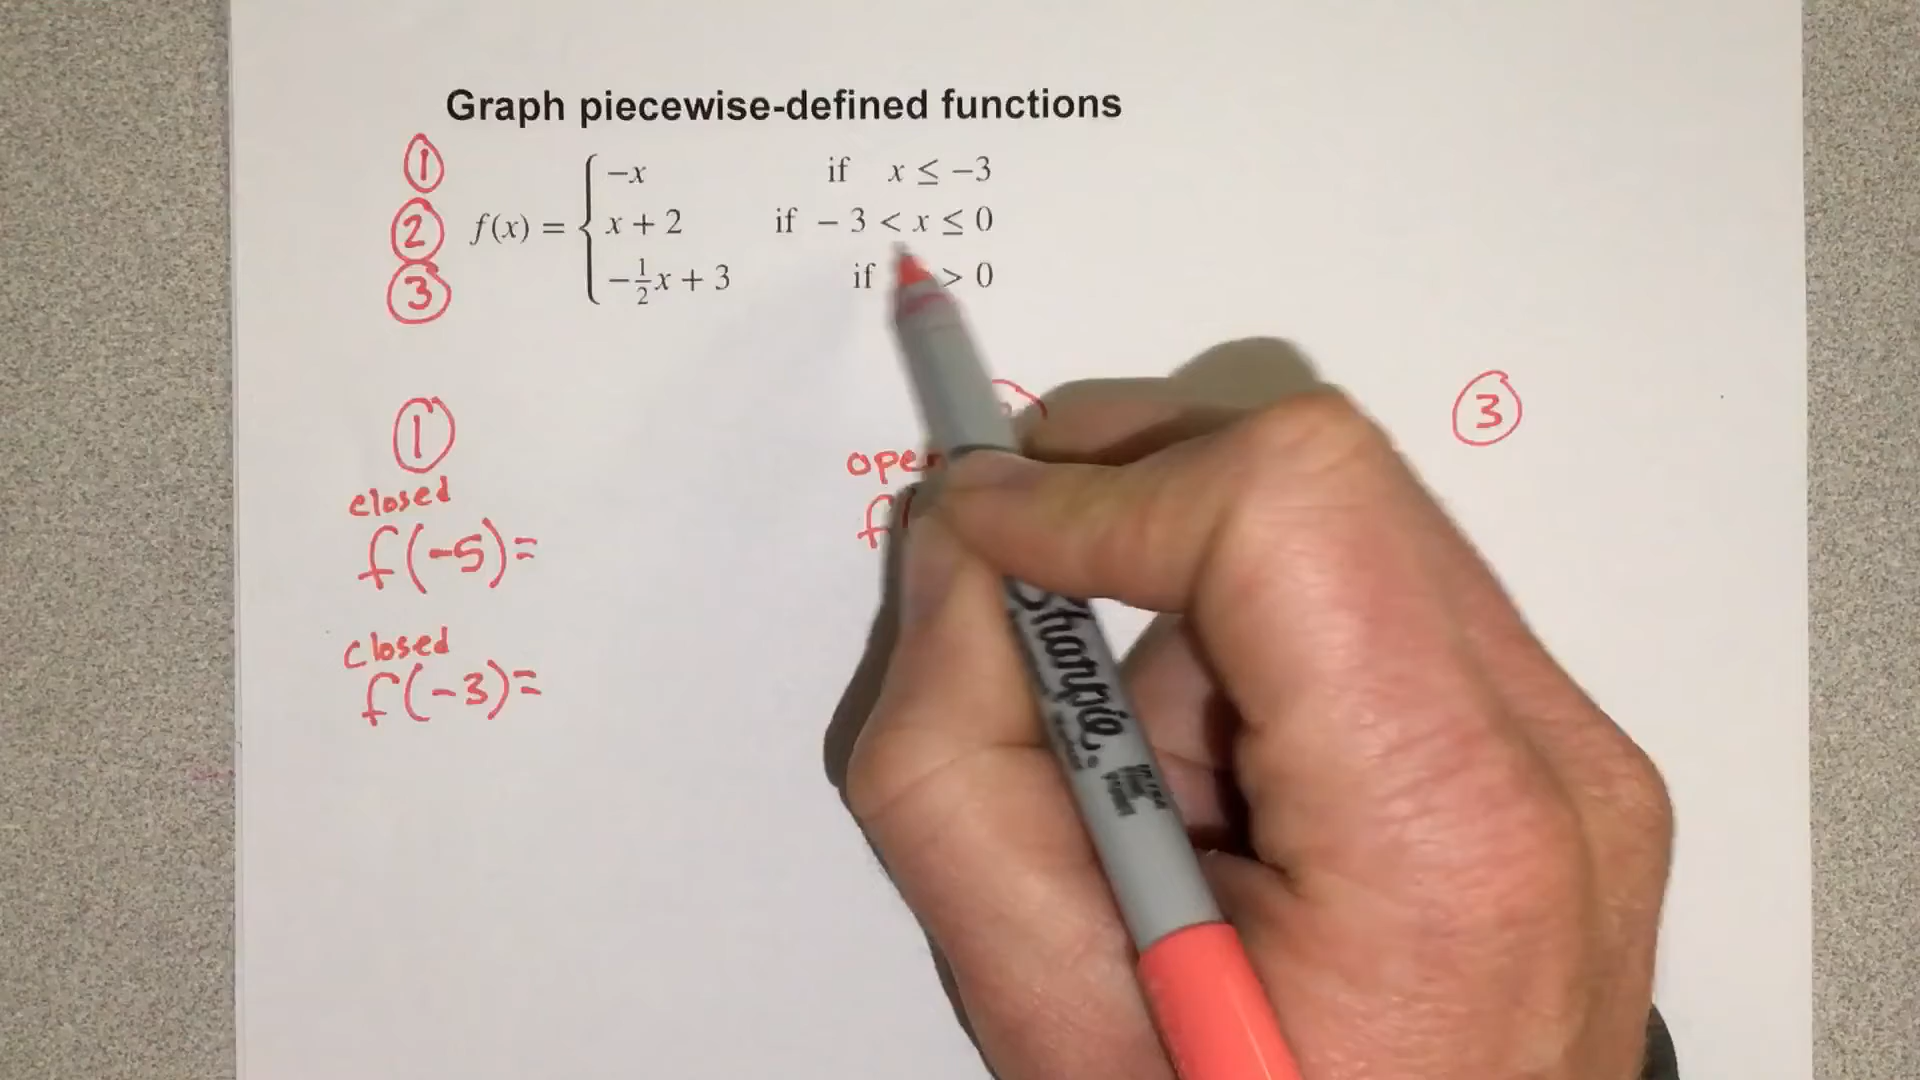 Graph piecewise-defined functions
① −x if x ≤ −3
② f(x) = { x + 2 if − 3 < x ≤ 0
③ −½x + 3 if > 0
① ③
closed
f(-5)=
closed
f(-3)=
Sharpie